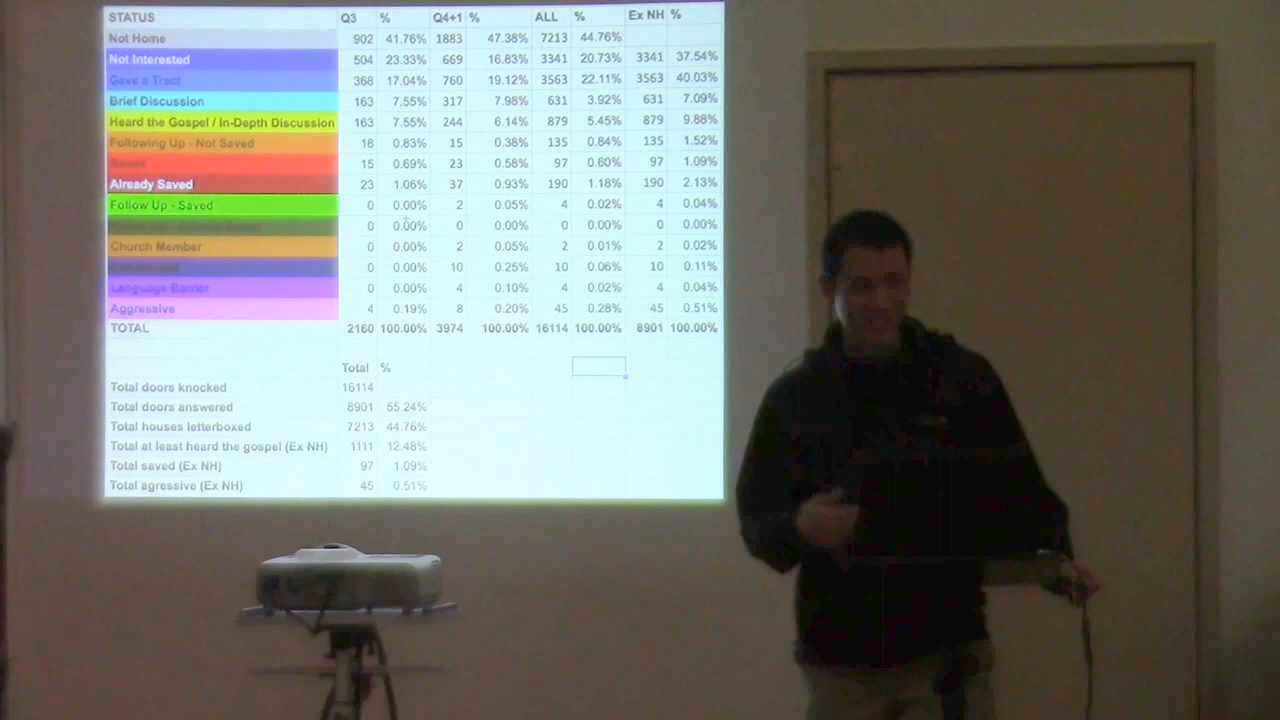 STATUS Q3 % Q4+1 % ALL % Ex NH %
Not Home 902 41.76% 1883 47.38% 7213 44.76%
Not Interested 504 23.33% 669 16.83% 3341 20.73% 3341 37.54%
Gave a Tract 368 17.04% 760 19.12% 3563 22.11% 3563 40.03%
Brief Discussion 163 7.55% 317 7.98% 631 3.92% 631 7.09%
Heard the Gospel / In-Depth Discussion 163 7.55% 244 6.14% 879 5.45% 879 9.88%
Following Up - Not Saved 18 0.83% 15 0.38% 135 0.84% 135 1.52%
Saved 15 0.69% 23 0.58% 97 0.60% 97 1.09%
Already Saved 23 1.06% 37 0.93% 190 1.18% 190 2.13%
Follow Up - Saved 0 0.00% 2 0.05% 4 0.02% 4 0.04%
0 0.00% 0 0.00% 0 0.00% 0 0.00%
Church Member 0 0.00% 2 0.05% 2 0.01% 2 0.02%
0 0.00% 10 0.25% 10 0.06% 10 0.11%
Language Barrier 0 0.00% 4 0.10% 4 0.02% 4 0.04%
Aggressive 4 0.19% 8 0.20% 45 0.28% 45 0.51%
TOTAL 2160 100.00% 3974 100.00% 16114 100.00% 8901 100.00%
Total %
Total doors knocked 16114
Total doors answered 8901 55.24%
Total houses letterboxed 7213 44.76%
Total at least heard the gospel (Ex NH) 1111 12.48%
Total saved (Ex NH) 97 1.09%
Total agressive (Ex NH) 45 0.51%